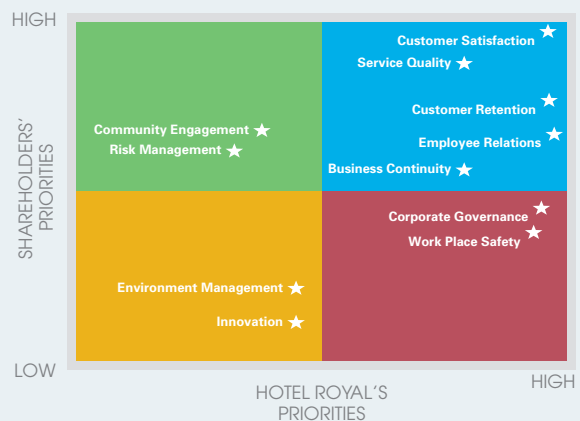 HIGH
Customer Satisfaction
Service Quality
Customer Retention
Community Engagement
Employee Relations
Risk Management
Business Continuity
SHAREHOLDERS'
PRIORITIES
Corporate Governance
Work Place Safety
Environment Management
Innovation
LOW
HIGH
HOTEL ROYAL'S
PRIORITIES